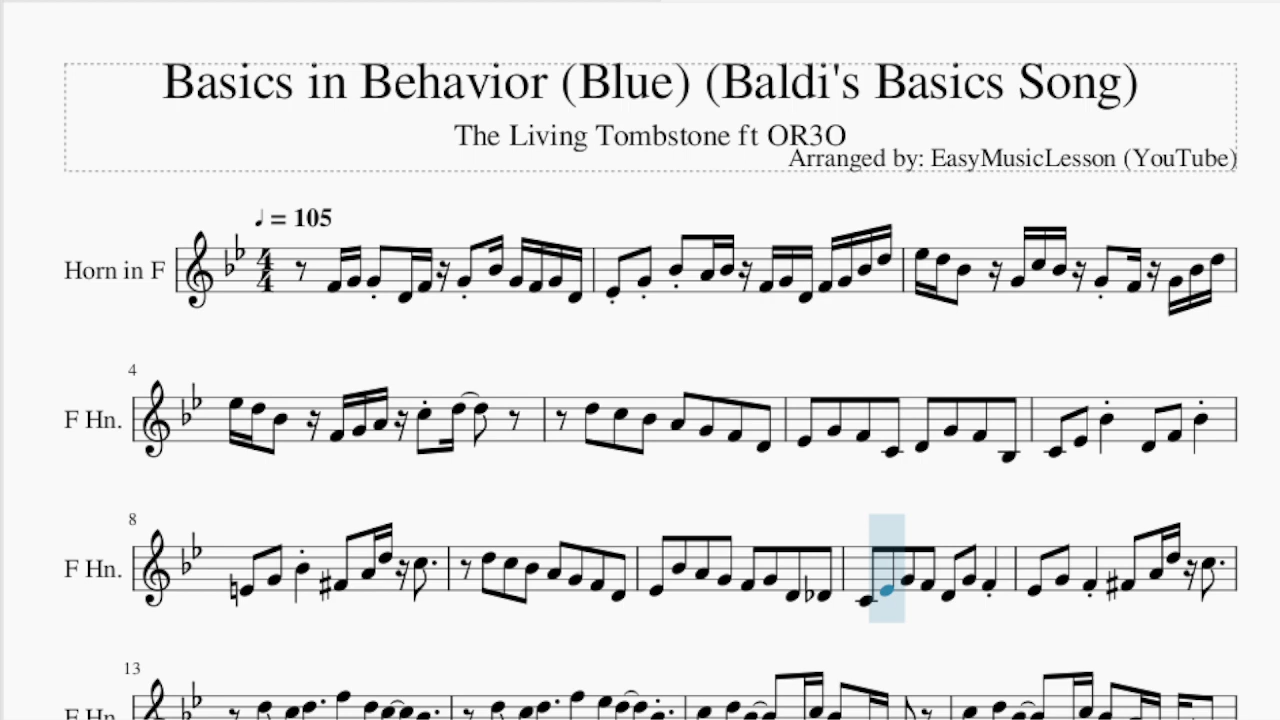 Basics in Behavior (Blue) (Baldi's Basics Song)
The Living Tombstone ft OR3O
Arranged by: EasyMusicLesson (YouTube)
♩ = 105
Horn in F
4
F Hn.
8
F Hn.
13
F Hn.